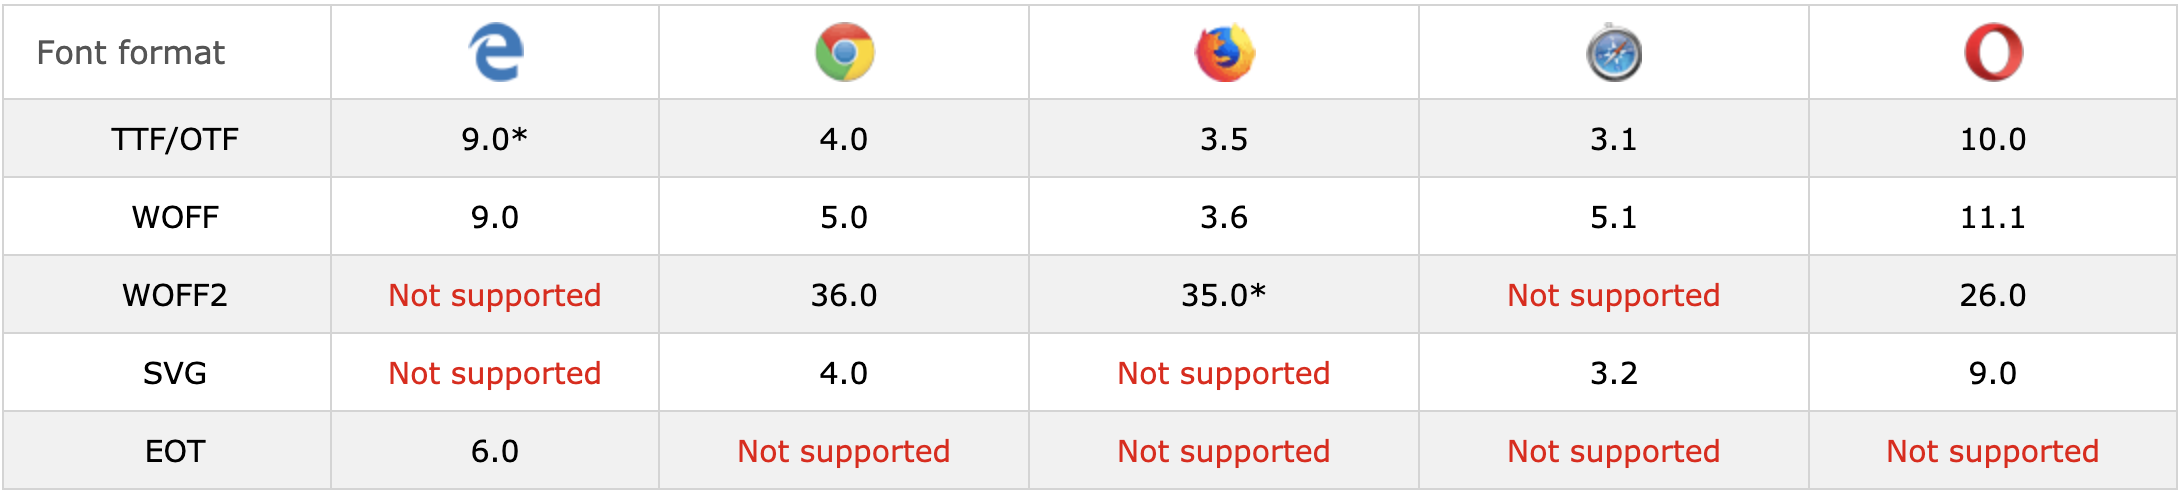 Font format
TTF/OTF 9.0* 4.0 3.5 3.1 10.0
WOFF 9.0 5.0 3.6 5.1 11.1
WOFF2 Not supported 36.0 35.0* Not supported 26.0
SVG Not supported 4.0 Not supported 3.2 9.0
EOT 6.0 Not supported Not supported Not supported Not supported